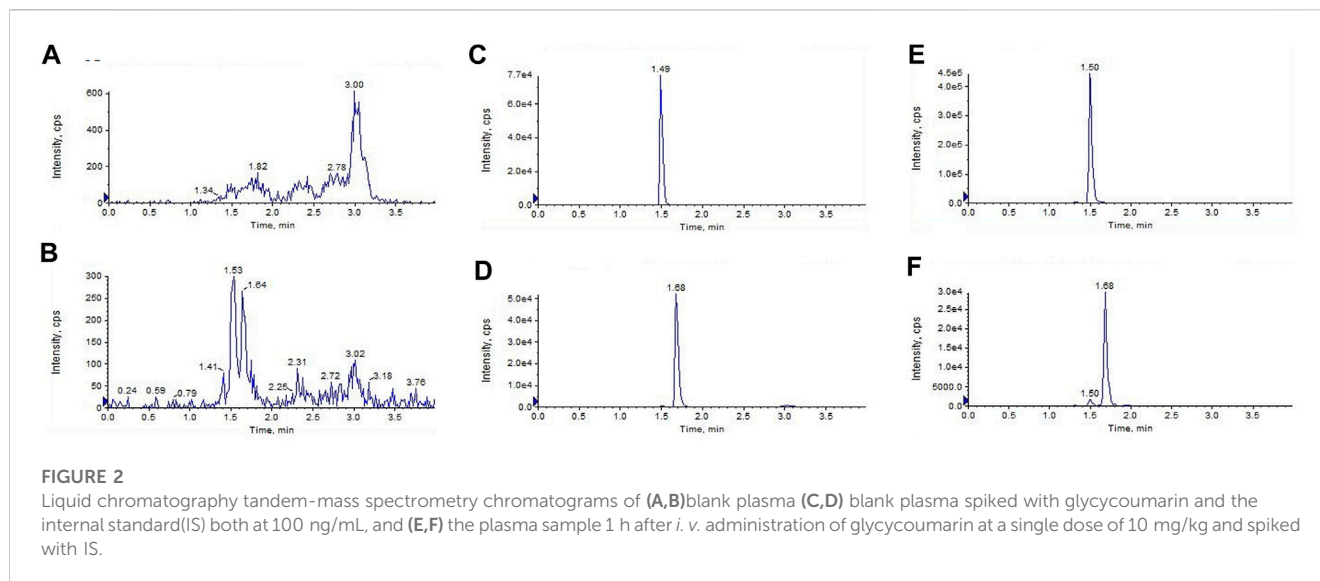 A
Intensity, cps
600
400
200
0
1.34
1.82
2.78
3.00
0.0 0.5 1.0 1.5 2.0 2.5 3.0 3.5
Time, min
B
Intensity, cps
300
250
200
150
100
50
0
0.24
0.59
0.79
1.41
1.53
1.64
2.25
2.31
2.72
3.02
3.18
3.76
0.0 0.5 1.0 1.5 2.0 2.5 3.0 3.5
Time, min
C
Intensity, cps
7.7e4
6.0e4
4.0e4
2.0e4
0.0
1.49
0.0 0.5 1.0 1.5 2.0 2.5 3.0 3.5
Time, min
D
Intensity, cps
5.0e4
4.0e4
3.0e4
2.0e4
1.0e4
0.0
1.68
0.0 0.5 1.0 1.5 2.0 2.5 3.0 3.5
Time, min
E
Intensity, cps
4.5e5
4.0e5
3.0e5
2.0e5
1.0e5
0.0
1.50
0.0 0.5 1.0 1.5 2.0 2.5 3.0 3.5
Time, min
F
Intensity, cps
3.0e4
2.5e4
2.0e4
1.5e4
1.0e4
5000.0
0.0
1.50
1.68
0.0 0.5 1.0 1.5 2.0 2.5 3.0 3.5
Time, min
FIGURE 2
Liquid chromatography tandem-mass spectrometry chromatograms of (A,B)blank plasma (C,D) blank plasma spiked with glycycoumarin and the
internal standard(IS) both at 100 ng/mL, and (E,F) the plasma sample 1 h after i. v. administration of glycycoumarin at a single dose of 10 mg/kg and spiked
with IS.